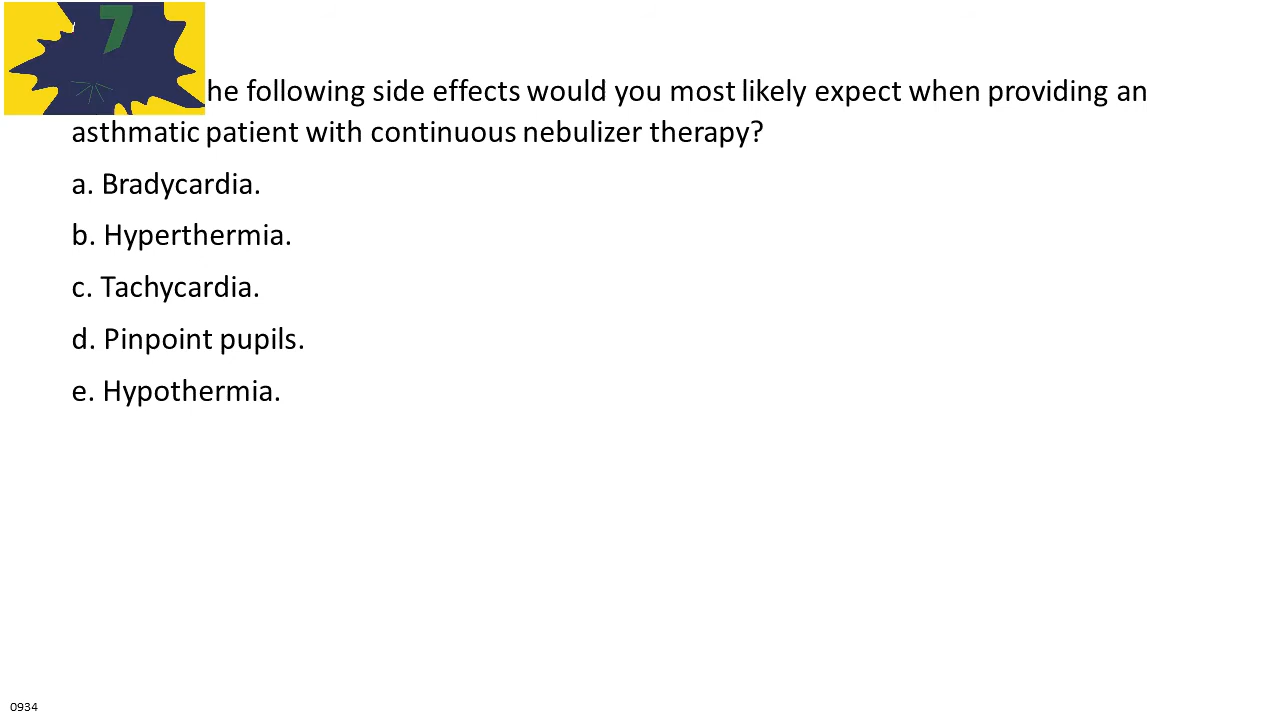 7
he following side effects would you most likely expect when providing an
asthmatic patient with continuous nebulizer therapy?
a. Bradycardia.
b. Hyperthermia.
c. Tachycardia.
d. Pinpoint pupils.
e. Hypothermia.
0934